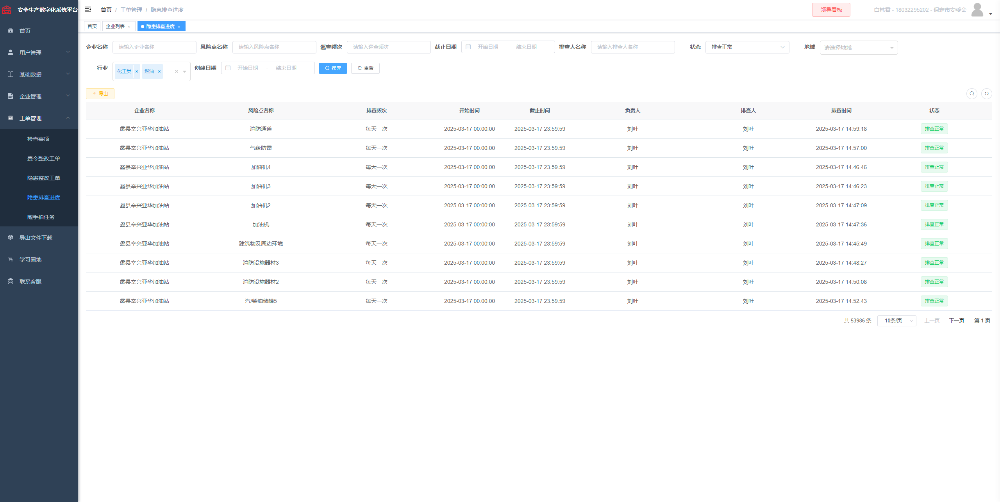 安全生产数字化系统平台
首页 / 工单管理 / 隐患排查进度
领导看板
白林君 - 18032295202 - 保定市安委会
首页
企业列表 ×
隐患排查进度 ×
首页
用户管理
基础数据
企业管理
工单管理
检查事项
责令整改工单
隐患整改工单
隐患排查进度
随手拍任务
导出文件下载
学习园地
联系客服
企业名称 请输入企业名称 风险点名称 请输入风险点名称 巡查频次 请输入巡查频次 截止日期 开始日期 - 结束日期 排查人名称 请输入排查人名称 状态 排查正常 地域 请选择地域
行业 化工类 × 燃油 × × 创建日期 开始日期 - 结束日期 搜索 重置
导出
企业名称 风险点名称 排查频次 开始时间 截止时间 负责人 排查人 排查时间 状态
蠡县辛兴亚华加油站 消防通道 每天一次 2025-03-17 00:00:00 2025-03-17 23:59:59 刘叶 刘叶 2025-03-17 14:59:18 排查正常
蠡县辛兴亚华加油站 气象防雷 每天一次 2025-03-17 00:00:00 2025-03-17 23:59:59 刘叶 刘叶 2025-03-17 14:57:00 排查正常
蠡县辛兴亚华加油站 加油机4 每天一次 2025-03-17 00:00:00 2025-03-17 23:59:59 刘叶 刘叶 2025-03-17 14:46:46 排查正常
蠡县辛兴亚华加油站 加油机3 每天一次 2025-03-17 00:00:00 2025-03-17 23:59:59 刘叶 刘叶 2025-03-17 14:46:23 排查正常
蠡县辛兴亚华加油站 加油机2 每天一次 2025-03-17 00:00:00 2025-03-17 23:59:59 刘叶 刘叶 2025-03-17 14:47:09 排查正常
蠡县辛兴亚华加油站 加油机 每天一次 2025-03-17 00:00:00 2025-03-17 23:59:59 刘叶 刘叶 2025-03-17 14:47:36 排查正常
蠡县辛兴亚华加油站 建筑物及周边环境 每天一次 2025-03-17 00:00:00 2025-03-17 23:59:59 刘叶 刘叶 2025-03-17 14:45:49 排查正常
蠡县辛兴亚华加油站 消防设施器材3 每天一次 2025-03-17 00:00:00 2025-03-17 23:59:59 刘叶 刘叶 2025-03-17 14:48:27 排查正常
蠡县辛兴亚华加油站 消防设施器材2 每天一次 2025-03-17 00:00:00 2025-03-17 23:59:59 刘叶 刘叶 2025-03-17 14:50:08 排查正常
蠡县辛兴亚华加油站 汽/柴油储罐5 每天一次 2025-03-17 00:00:00 2025-03-17 23:59:59 刘叶 刘叶 2025-03-17 14:52:43 排查正常
共 53986 条 10条/页 上一页 下一页 第 1 页